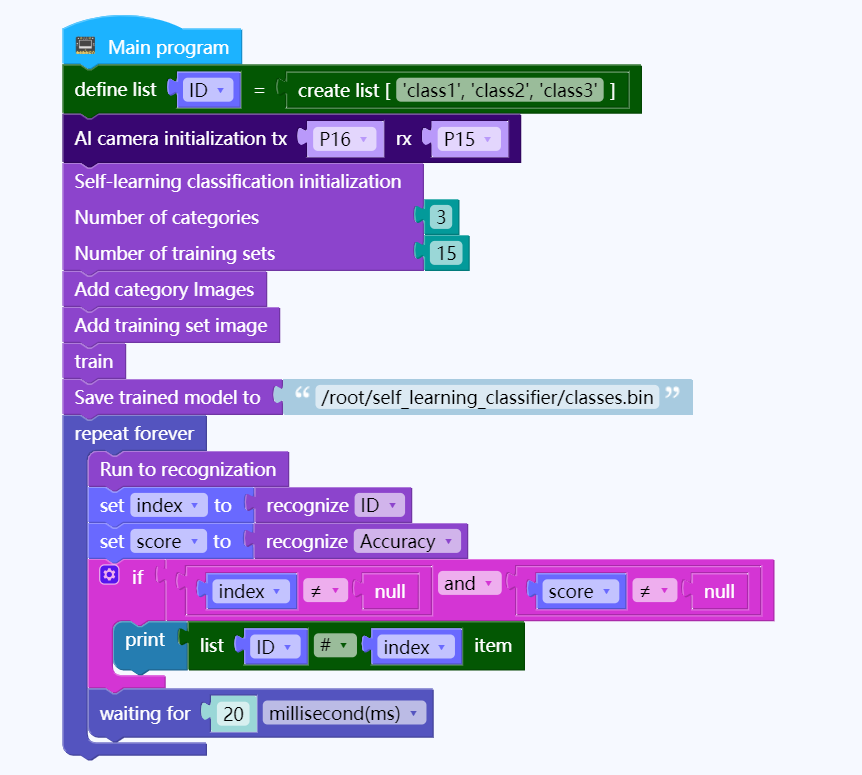 Main program
define list ID = create list [ 'class1', 'class2', 'class3' ]
AI camera initialization tx P16 rx P15
Self-learning classification initialization
Number of categories 3
Number of training sets 15
Add category Images
Add training set image
train
Save trained model to “ /root/self_learning_classifier/classes.bin ”
repeat forever
Run to recognization
set index to recognize ID
set score to recognize Accuracy
if index ≠ null and score ≠ null
print list ID # index item
waiting for 20 millisecond(ms)